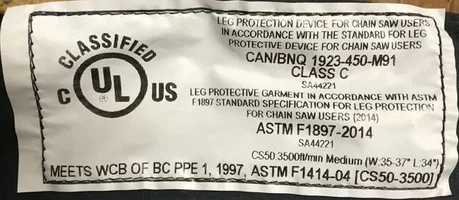 CLASSIFIED
C UL US
®
LEG PROTECTION DEVICE FOR CHAIN SAW USERS
IN ACCORDANCE WITH THE STANDARD FOR LEG
PROTECTIVE DEVICE FOR CHAIN SAW USERS
CAN/BNQ 1923-450-M91
CLASS C
SA44221
LEG PROTECTIVE GARMENT IN ACCORDANCE WITH ASTM
F1897 STANDARD SPECIFICATION FOR LEG PROTECTION
FOR CHAIN SAW USERS (2014)
ASTM F1897-2014
SA44221
CS50:3500ft/min Medium (W:35-37" L:34")
MEETS WCB OF BC PPE 1, 1997, ASTM F1414-04 [CS50-3500]